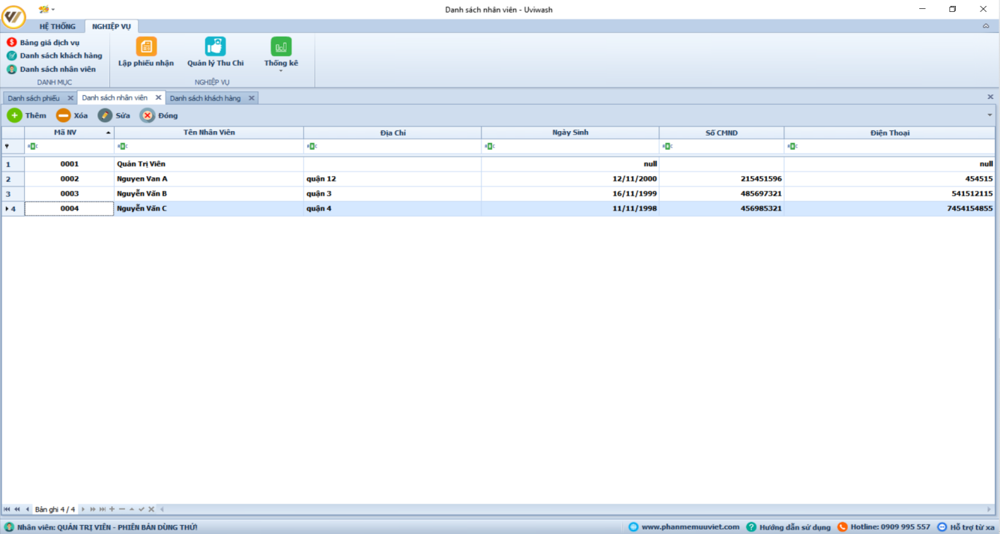 Danh sách nhân viên - Uviwash
HỆ THỐNG NGHIỆP VỤ
Bảng giá dịch vụ
Danh sách khách hàng
Danh sách nhân viên
Lập phiếu nhận Quản lý Thu Chi Thống kê
DANH MỤC NGHIỆP VỤ
Danh sách phiếu Danh sách nhân viên Danh sách khách hàng
Thêm Xóa Sửa Đóng
Mã NV Tên Nhân Viên Địa Chỉ Ngày Sinh Số CMND Điện Thoại
1 0001 Quản Trị Viên null null
2 0002 Nguyen Van A quận 12 12/11/2000 215451596 454515
3 0003 Nguyễn Văn B quận 3 16/11/1999 485697321 541512115
4 0004 Nguyễn Văn C quận 4 11/11/1998 456985321 7454154855
Bản ghi 4 / 4
Nhân viên: QUẢN TRỊ VIÊN - PHIÊN BẢN DÙNG THỬ! www.phanmemuuviet.com Hướng dẫn sử dụng Hotline: 0909 995 557 Hỗ trợ từ xa